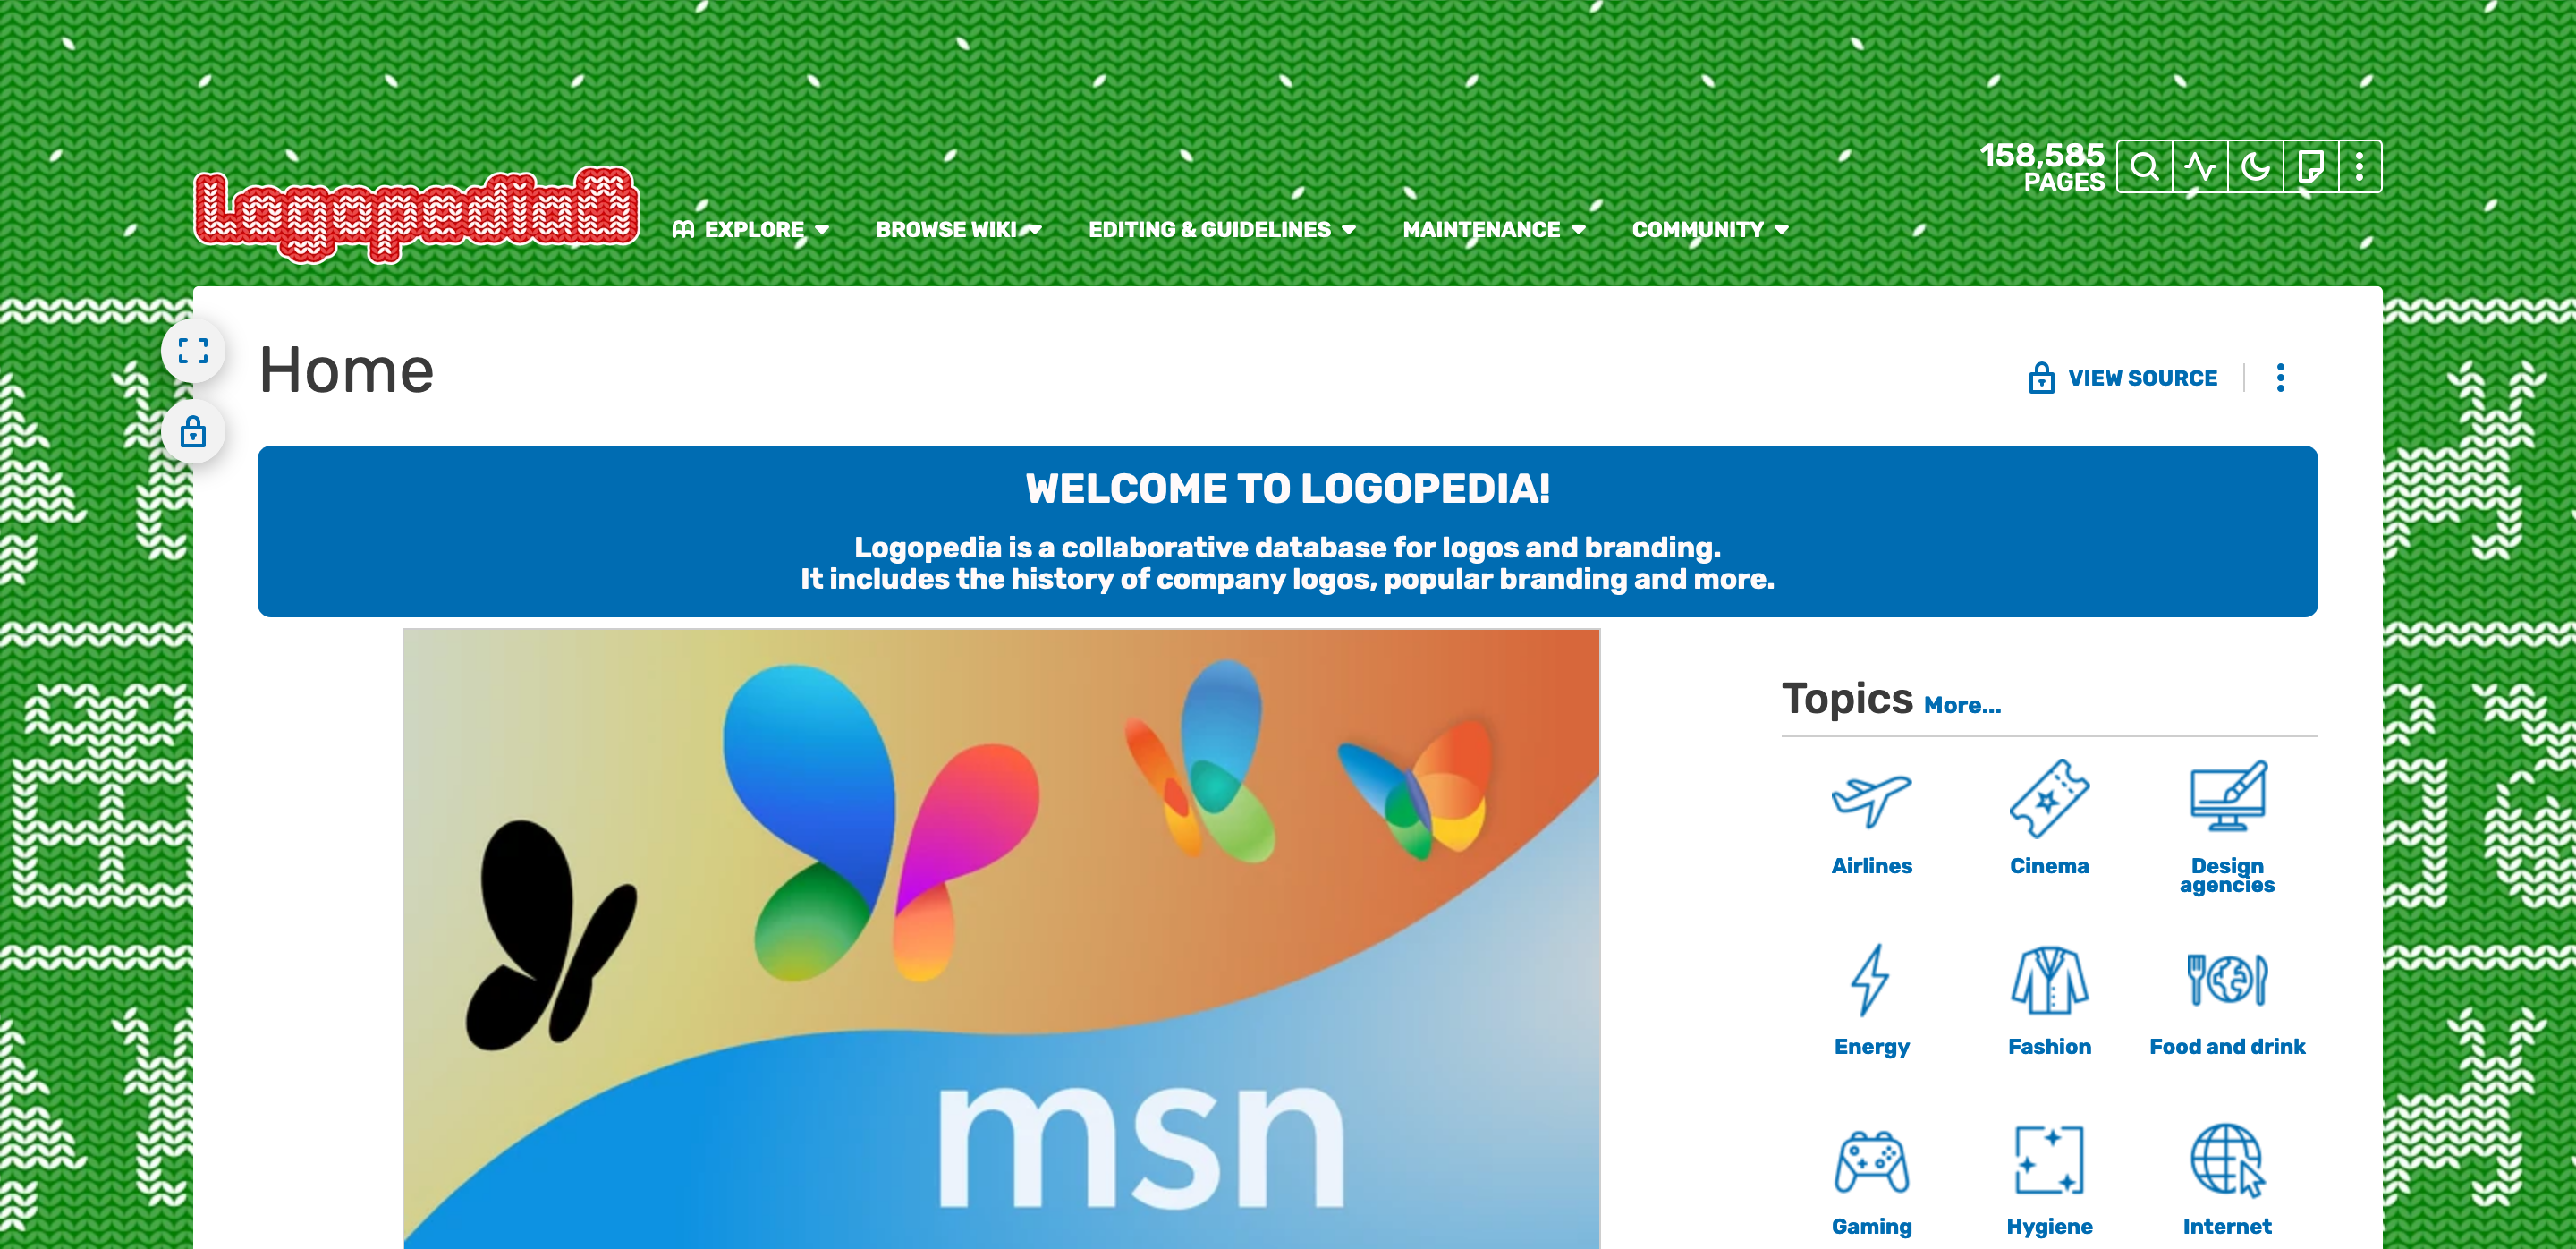 Logopedia
158,585
PAGES
EXPLORE
BROWSE WIKI
EDITING & GUIDELINES
MAINTENANCE
COMMUNITY
Home
VIEW SOURCE
WELCOME TO LOGOPEDIA!
Logopedia is a collaborative database for logos and branding.
It includes the history of company logos, popular branding and more.
msn
Topics More...
Airlines
Cinema
Design
agencies
Energy
Fashion
Food and drink
Gaming
Hygiene
Internet